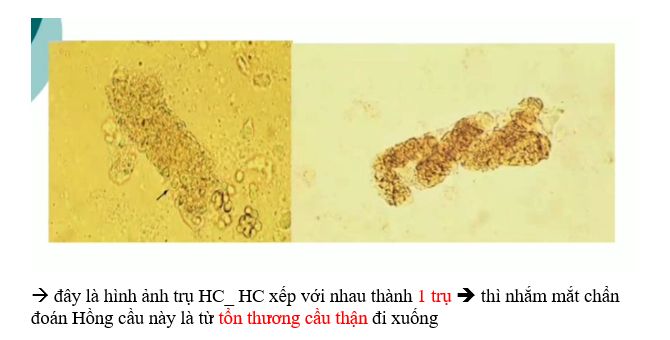 → đây là hình ảnh trụ HC_ HC xếp với nhau thành 1 trụ 🡺 thì nhắm mắt chẩn
đoán Hồng cầu này là từ tổn thương cầu thận đi xuống